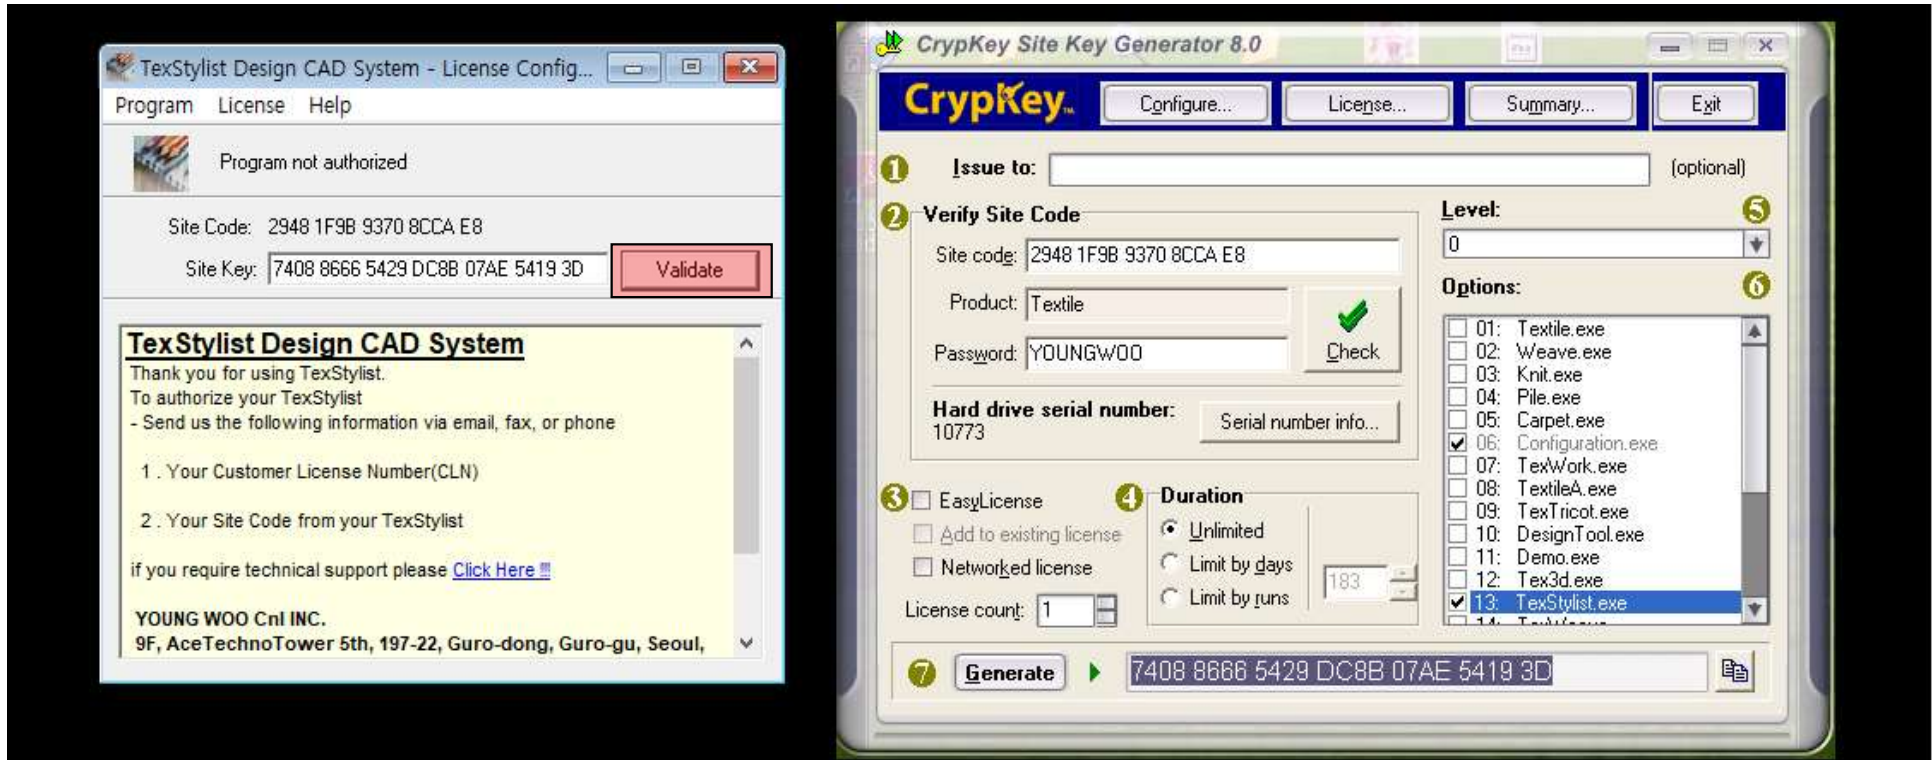 TexStylist Design CAD System - License Config...
Program License Help
Program not authorized
Site Code: 2948 1F9B 9370 8CCA E8
Site Key: 7408 8666 5429 DC8B 07AE 5419 3D Validate
TexStylist Design CAD System
Thank you for using TexStylist.
To authorize your TexStylist
- Send us the following information via email, fax, or phone
1 . Your Customer License Number(CLN)
2 . Your Site Code from your TexStylist
if you require technical support please Click Here !!!
YOUNG WOO CnI INC.
9F, AceTechnoTower 5th, 197-22, Guro-dong, Guro-gu, Seoul,
CrypKey Site Key Generator 8.0
CrypKey™ Configure... License... Summary... Exit
1 Issue to: (optional)
2 Verify Site Code
Site code: 2948 1F9B 9370 8CCA E8
Product: Textile
Password: YOUNGWOO
Check
Hard drive serial number:
10773
Serial number info...
3 EasyLicense
Add to existing license
Networked license
License count: 1
4 Duration
Unlimited
Limit by days
Limit by runs
183
Level: 5
0
Options: 6
01: Textile.exe
02: Weave.exe
03: Knit.exe
04: Pile.exe
05: Carpet.exe
06: Configuration.exe
07: TexWork.exe
08: TextileA.exe
09: TexTricot.exe
10: DesignTool.exe
11: Demo.exe
12: Tex3d.exe
13: TexStylist.exe
7 Generate 7408 8666 5429 DC8B 07AE 5419 3D